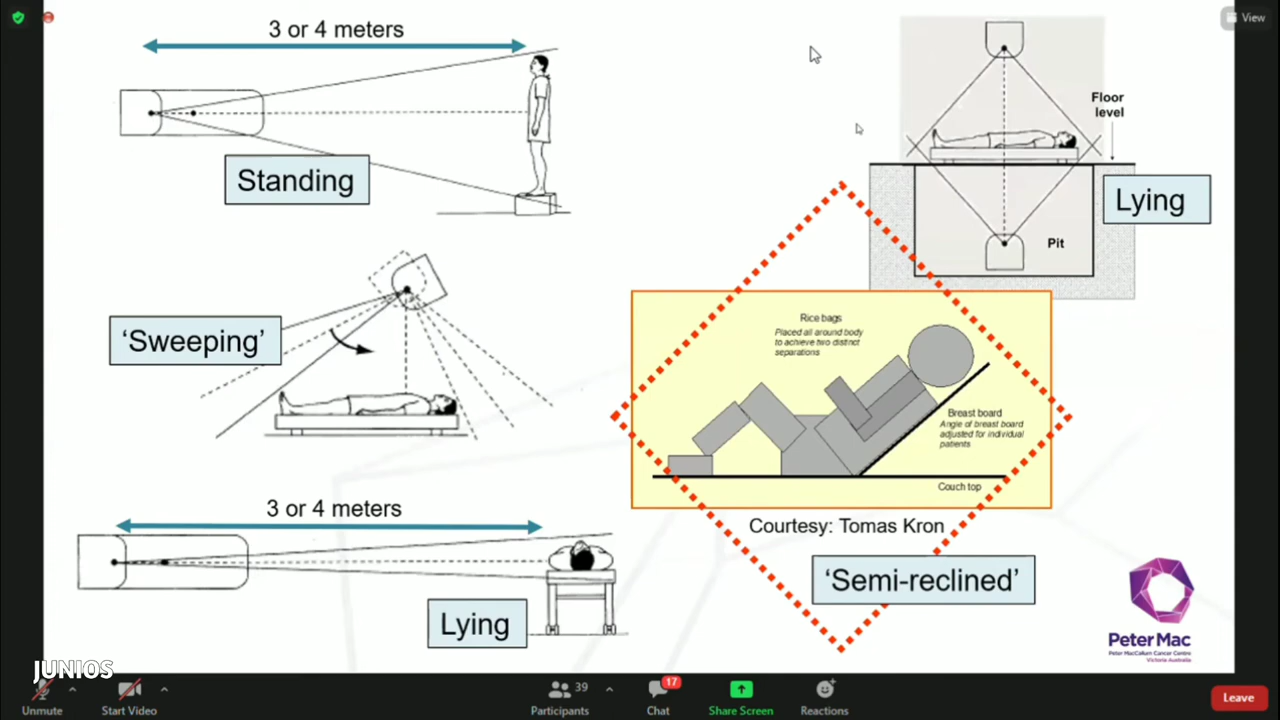 View
3 or 4 meters
Standing
Floor
level
Lying
Pit
‘Sweeping’
Rice bags
Placed all around body
to achieve two distinct
separations
Breast board
Angle of breast board
adjusted for individual
patients
Couch top
Courtesy: Tomas Kron
‘Semi-reclined’
3 or 4 meters
Lying
Peter Mac
Peter MacCallum Cancer Centre
Victoria Australia
JUNIOS
Unmute
Start Video
39
Participants
17
Chat
Share Screen
Reactions
Leave